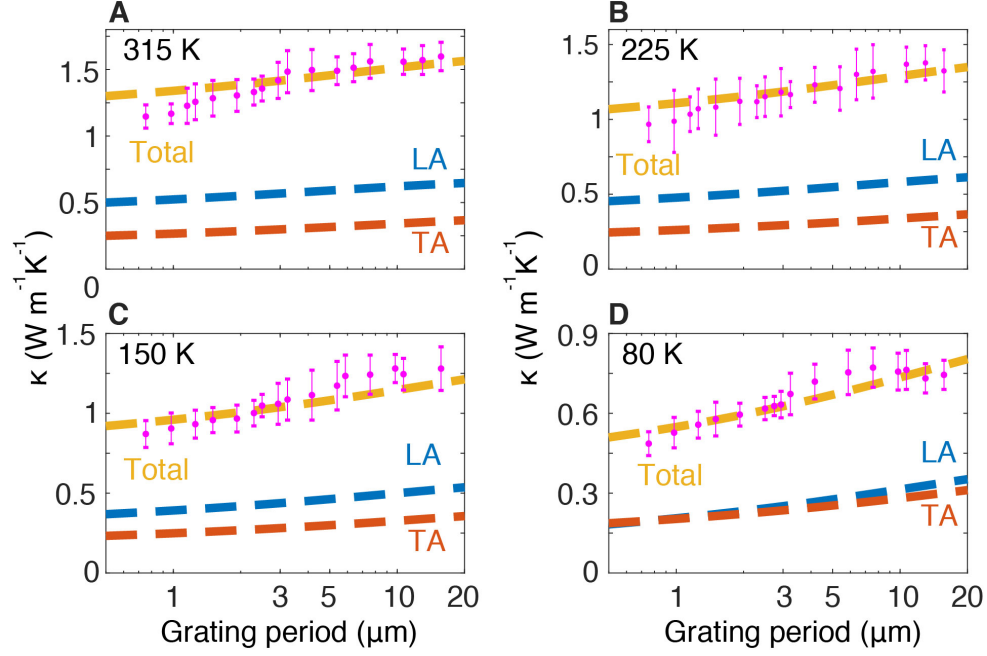 A
315 K
1.5
1
0.5
0
Total
LA
TA
B
225 K
1.5
1
0.5
0
Total
LA
TA
κ (W m⁻¹K⁻¹)
κ (W m⁻¹K⁻¹)
C
150 K
1.5
1
0.5
0
Total
LA
TA
1 3 5 10 20
Grating period (μm)
D
80 K
0.9
0.6
0.3
0
Total
LA
TA
1 3 5 10 20
Grating period (μm)